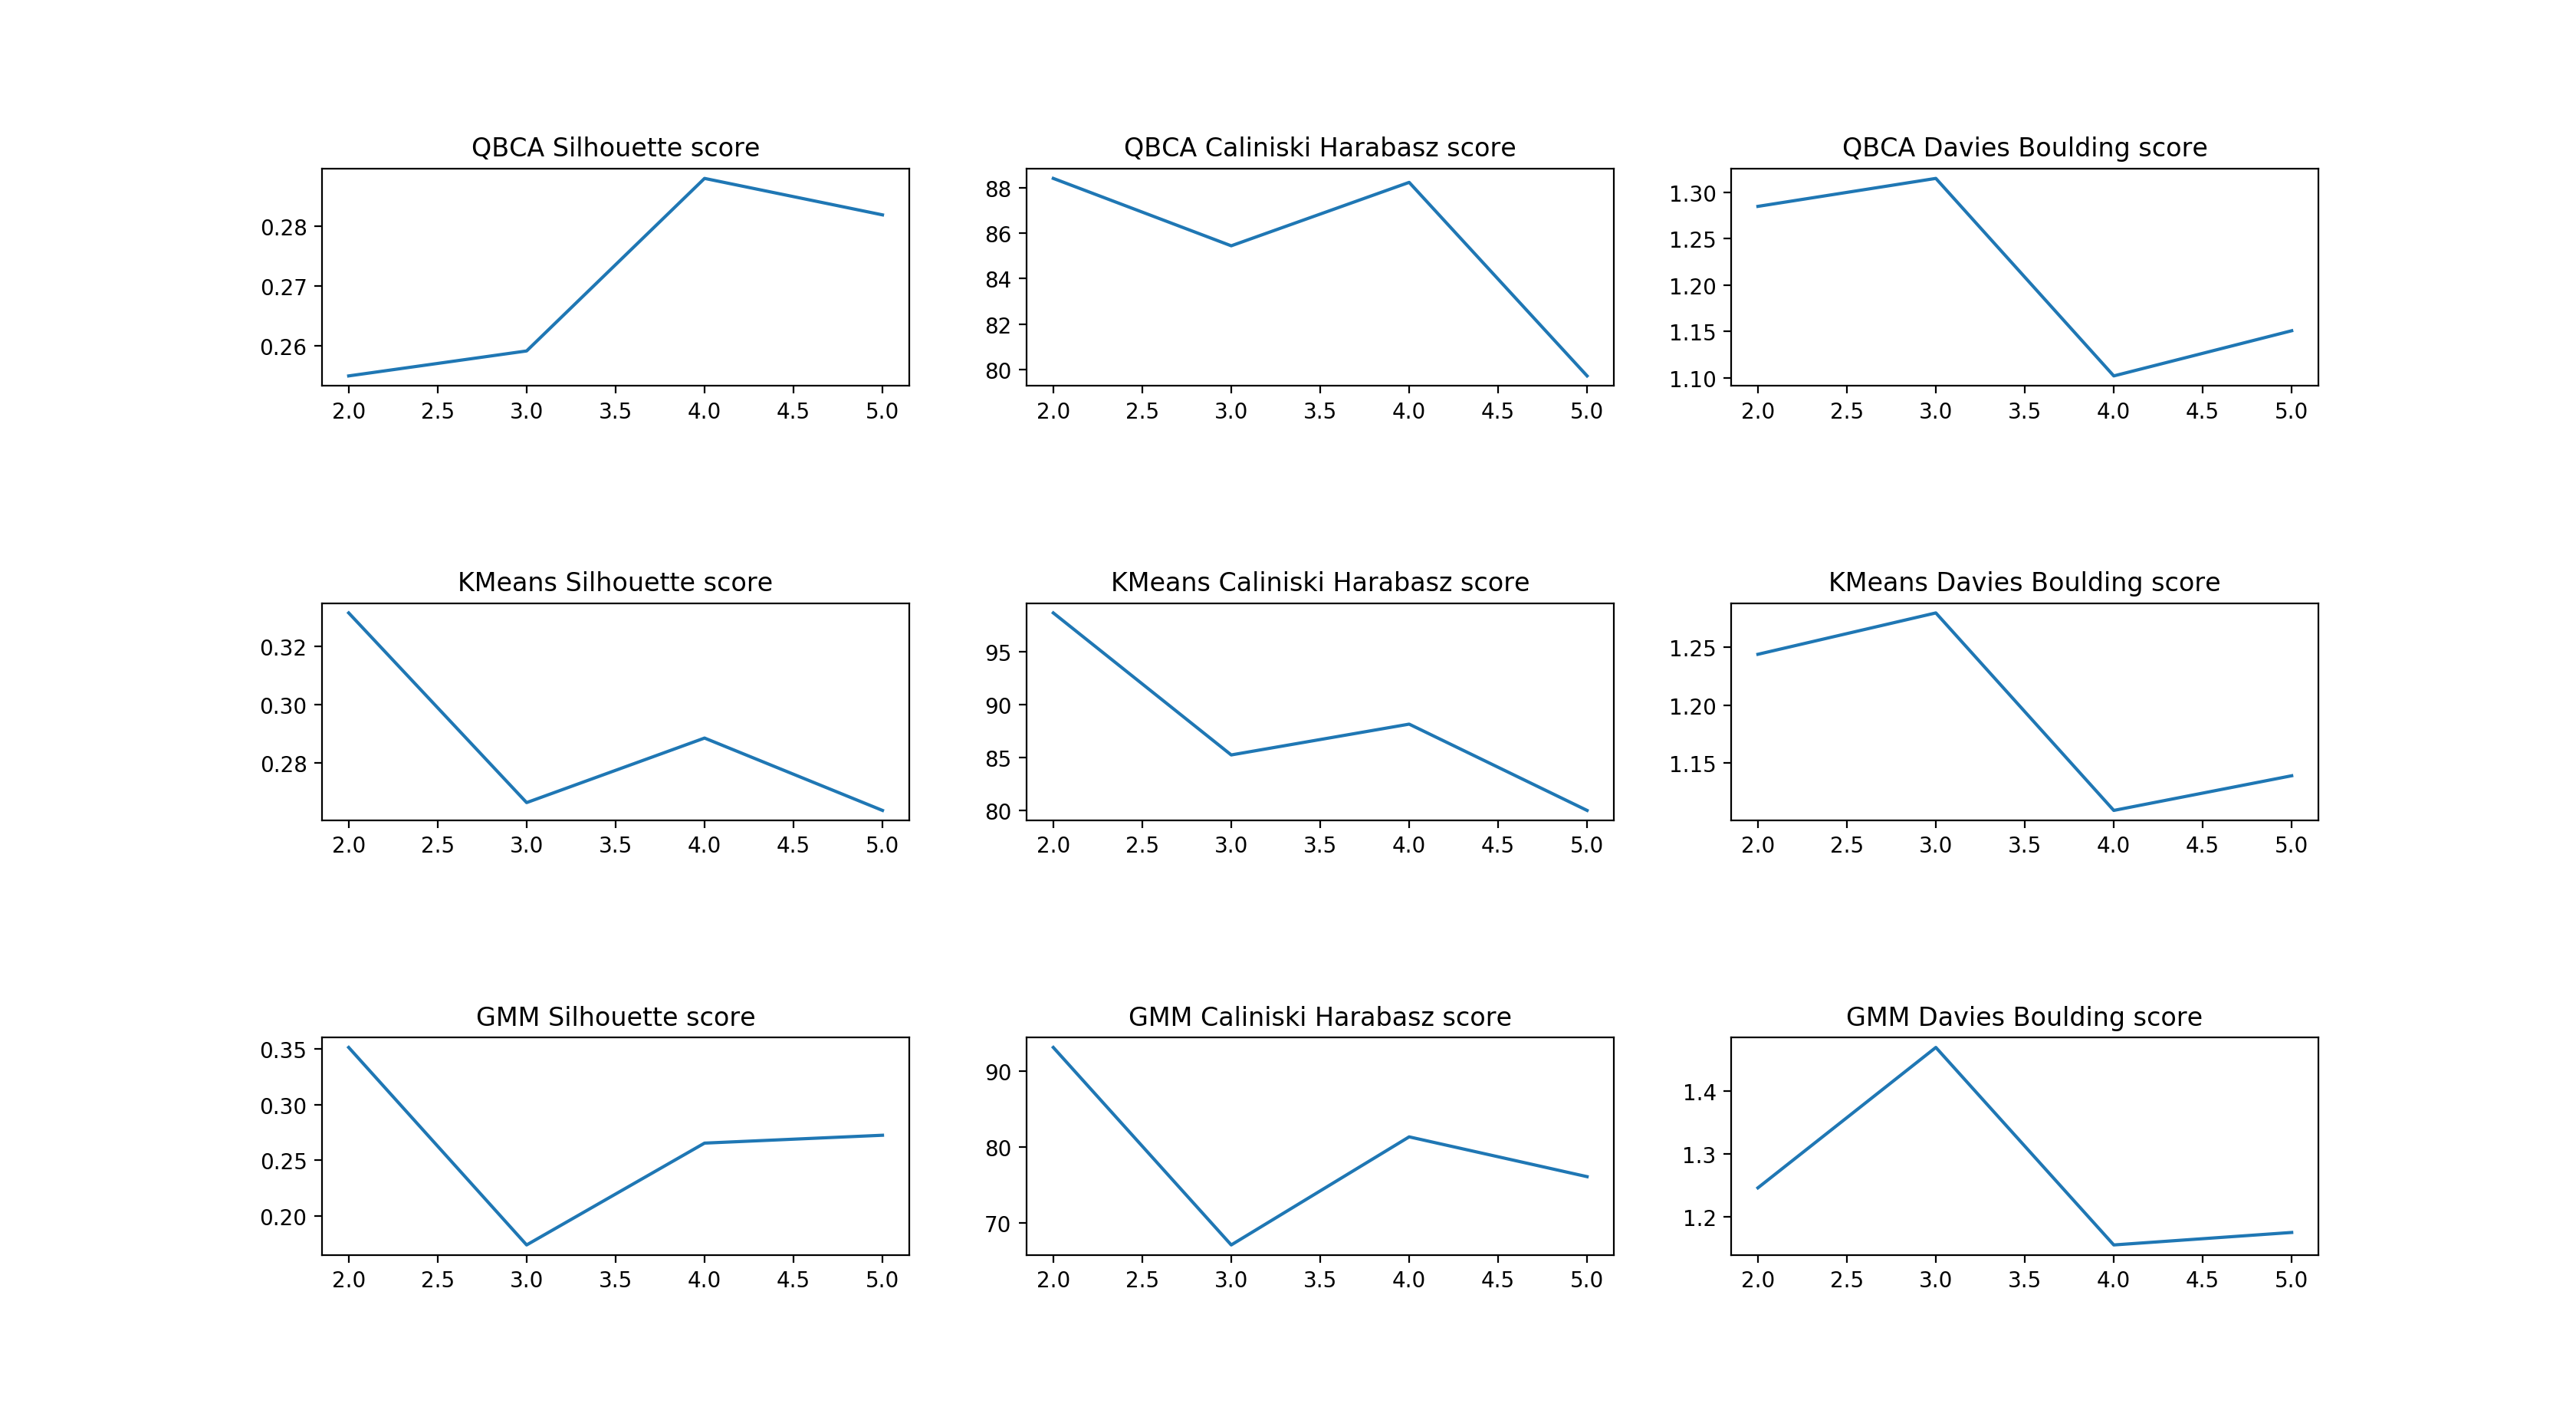 QBCA Silhouette score
0.28
0.27
0.26
2.0 2.5 3.0 3.5 4.0 4.5 5.0
QBCA Caliniski Harabasz score
88
86
84
82
80
2.0 2.5 3.0 3.5 4.0 4.5 5.0
QBCA Davies Boulding score
1.30
1.25
1.20
1.15
1.10
2.0 2.5 3.0 3.5 4.0 4.5 5.0
KMeans Silhouette score
0.32
0.30
0.28
2.0 2.5 3.0 3.5 4.0 4.5 5.0
KMeans Caliniski Harabasz score
95
90
85
80
2.0 2.5 3.0 3.5 4.0 4.5 5.0
KMeans Davies Boulding score
1.25
1.20
1.15
2.0 2.5 3.0 3.5 4.0 4.5 5.0
GMM Silhouette score
0.35
0.30
0.25
0.20
2.0 2.5 3.0 3.5 4.0 4.5 5.0
GMM Caliniski Harabasz score
90
80
70
2.0 2.5 3.0 3.5 4.0 4.5 5.0
GMM Davies Boulding score
1.4
1.3
1.2
2.0 2.5 3.0 3.5 4.0 4.5 5.0